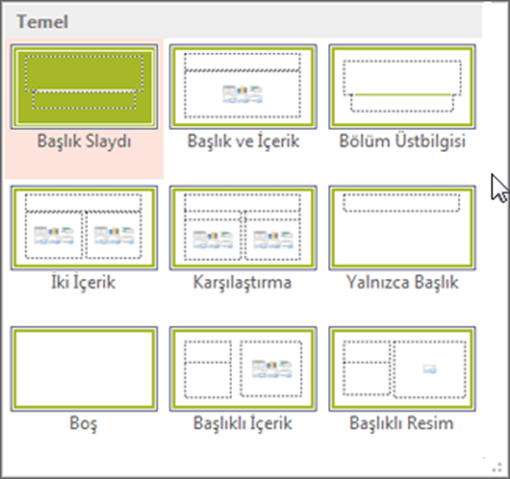 Temel
Başlık Slaydı
Başlık ve İçerik
Bölüm Üstbilgisi
İki İçerik
Karşılaştırma
Yalnızca Başlık
Boş
Başlıklı İçerik
Başlıklı Resim